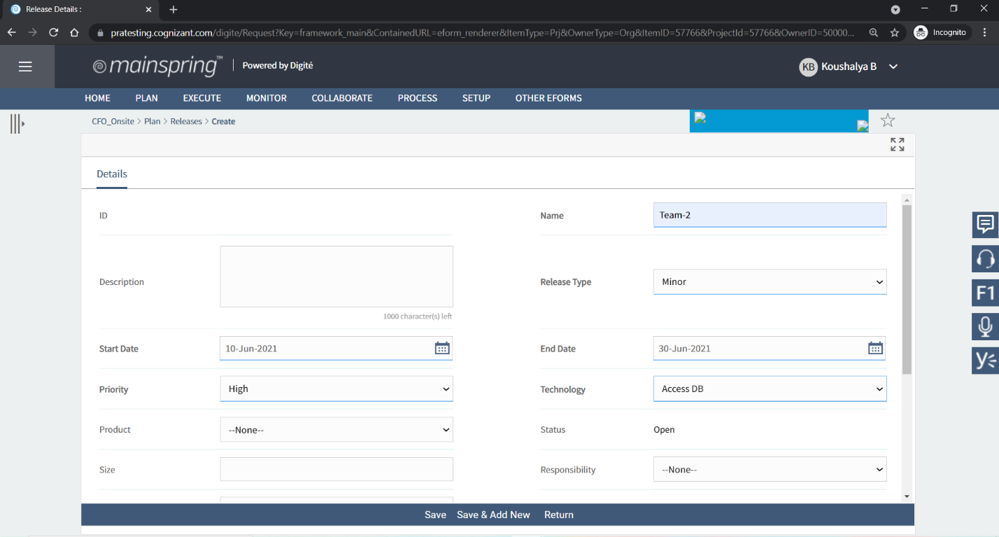 Release Details :
pratesting.cognizant.com/digite/Request?Key=framework_main&ContainedURL=eform_renderer&ItemType=Prj&OwnerType=Org&ItemID=57766&ProjectId=57766&OwnerID=50000...
Incognito
mainspring™ Powered by Digité
KB Koushalya B
HOME PLAN EXECUTE MONITOR COLLABORATE PROCESS SETUP OTHER EFORMS
CFO_Onsite > Plan > Releases > Create
Details
ID
Name Team-2
Description
1000 character(s) left
Release Type Minor
Start Date 10-Jun-2021
End Date 30-Jun-2021
Priority High
Technology Access DB
Product --None--
Status Open
Size
Responsibility --None--
F1
Save Save & Add New Return